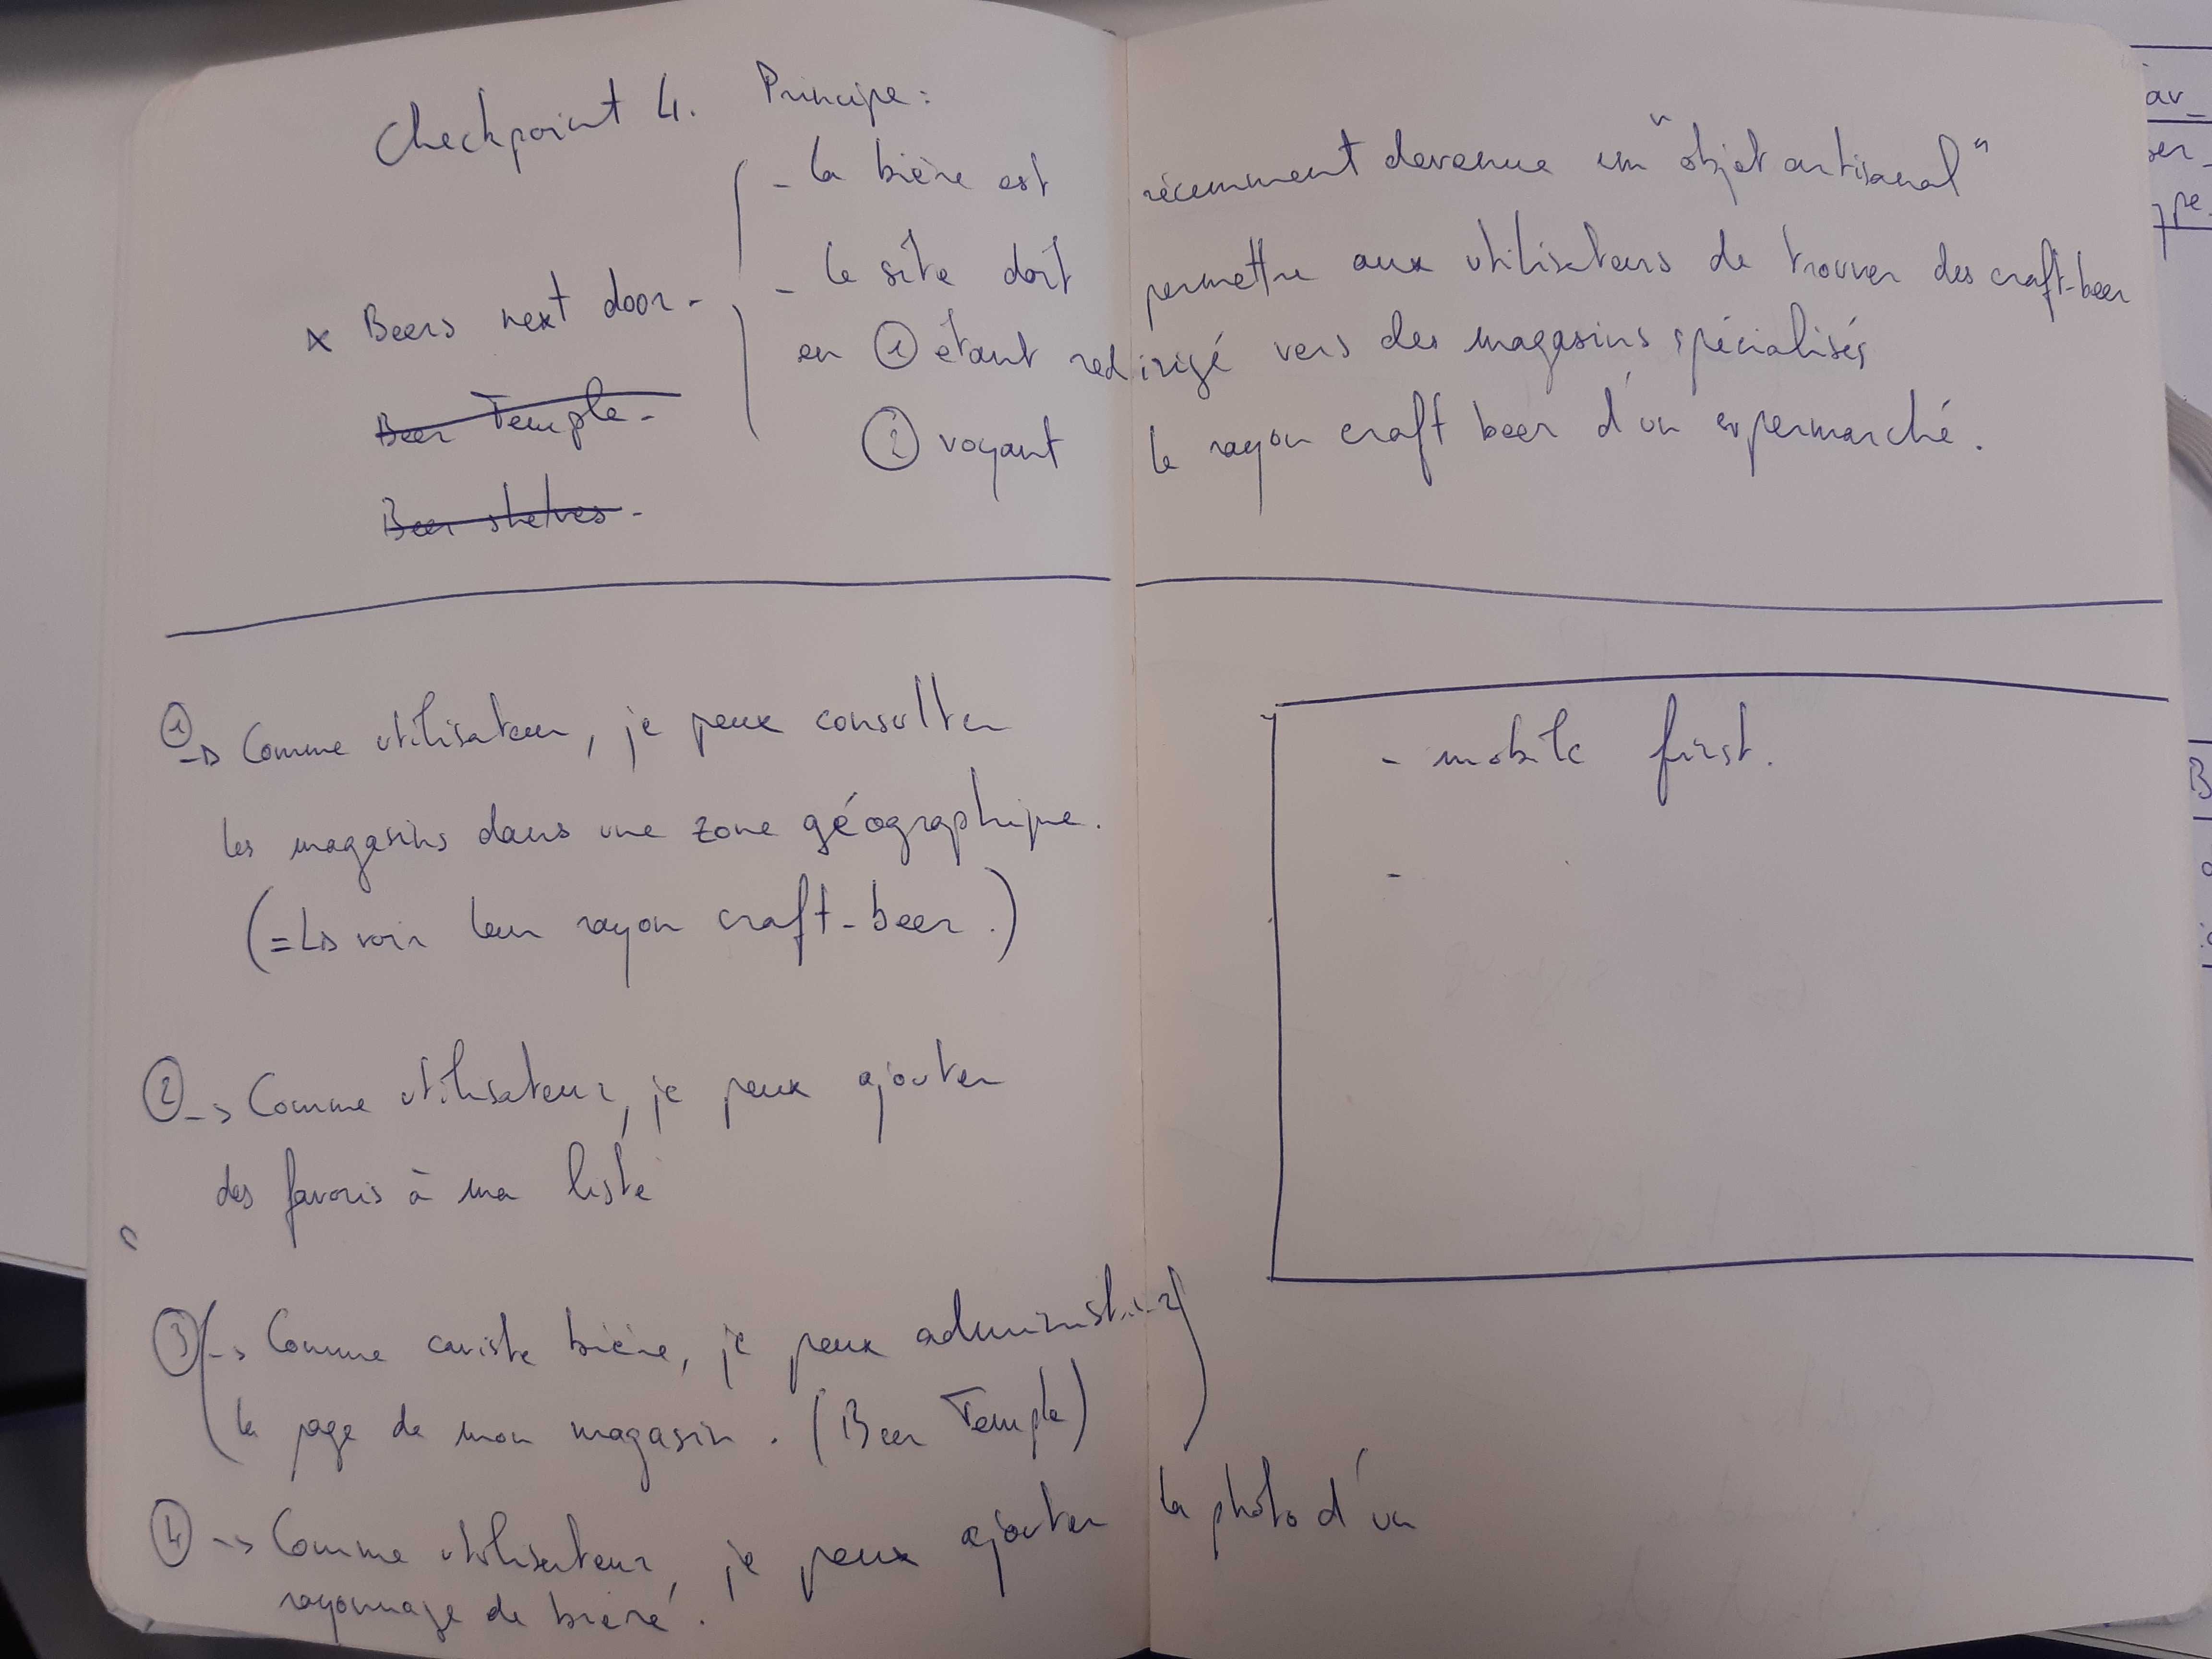 Checkpoint 4. Principe:
- la bière est récemment devenue un "objet artisanal"
- le site doit permettre aux utilisateurs de trouver des craft-beer
× Beers next door -
en ① étant redirigé vers des magasins spécialisés
Beer Temple -
② voyant le rayon craft beer d'un
Beer shelves -
①-> Comme utilisateur, je peux consulter
les magasins dans une zone géographique.
(=> voir leur rayon craft-beer.)
- mobile first.
-
②-> Comme utilisateur, je peux ajouter
des favoris à ma liste
③(-> Comme caviste bière, je peux administrer
la page de mon magasin. (Beer Temple))
④ -> Comme utilisateur, je peux ajouter la photo d'un
rayonnage de bière.
av_
ser_
ype
B